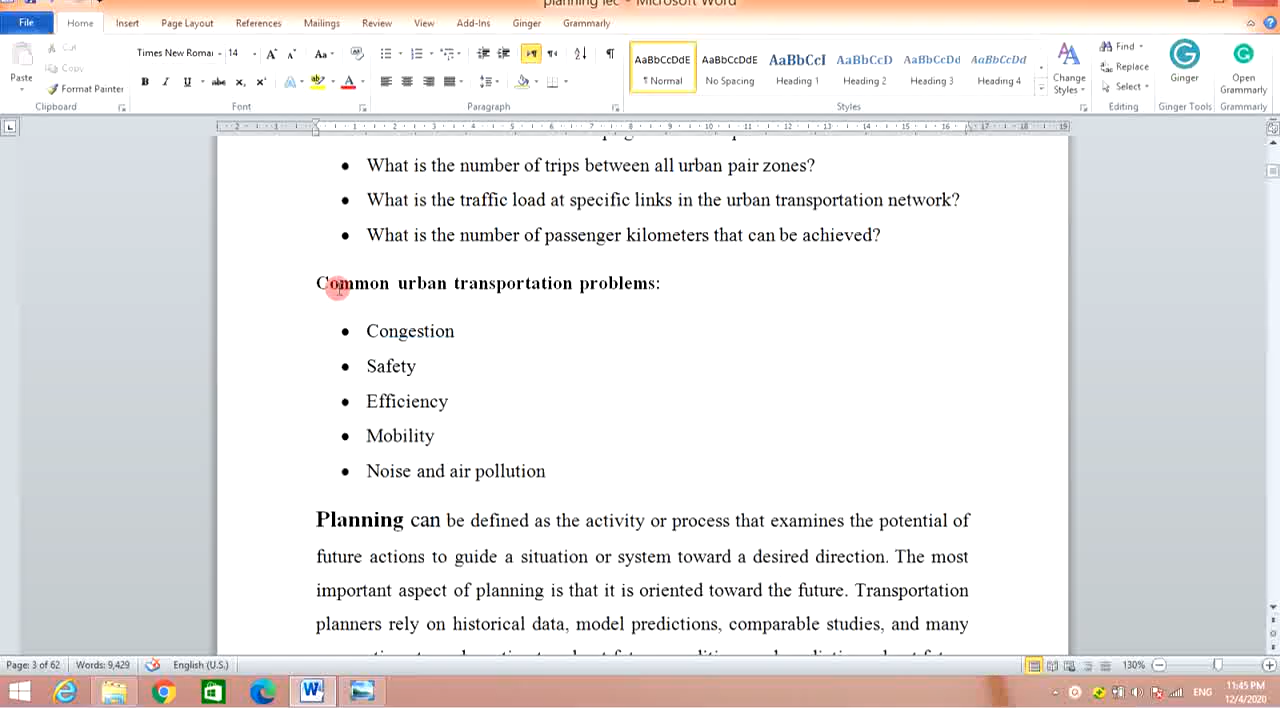 planning lec - Microsoft Word
File Home Insert Page Layout References Mailings Review View Add-Ins Ginger Grammarly
Paste Cut Copy Format Painter
Times New Romai 14
AaBbCcDdE AaBbCcDdE AaBbCcI AaBbCcD AaBbCcDd AaBbCcDd
¶ Normal No Spacing Heading 1 Heading 2 Heading 3 Heading 4
Change Styles
Find Replace Select
Ginger
Open Grammarly
Clipboard Font Paragraph Styles Editing Ginger Tools Grammarly
• What is the number of trips between all urban pair zones?
• What is the traffic load at specific links in the urban transportation network?
• What is the number of passenger kilometers that can be achieved?
Common urban transportation problems:
• Congestion
• Safety
• Efficiency
• Mobility
• Noise and air pollution
Planning can be defined as the activity or process that examines the potential of
future actions to guide a situation or system toward a desired direction. The most
important aspect of planning is that it is oriented toward the future. Transportation
planners rely on historical data, model predictions, comparable studies, and many
Page: 3 of 62 Words: 9,429 English (U.S.) 130%
ENG 11:45 PM
12/4/2020